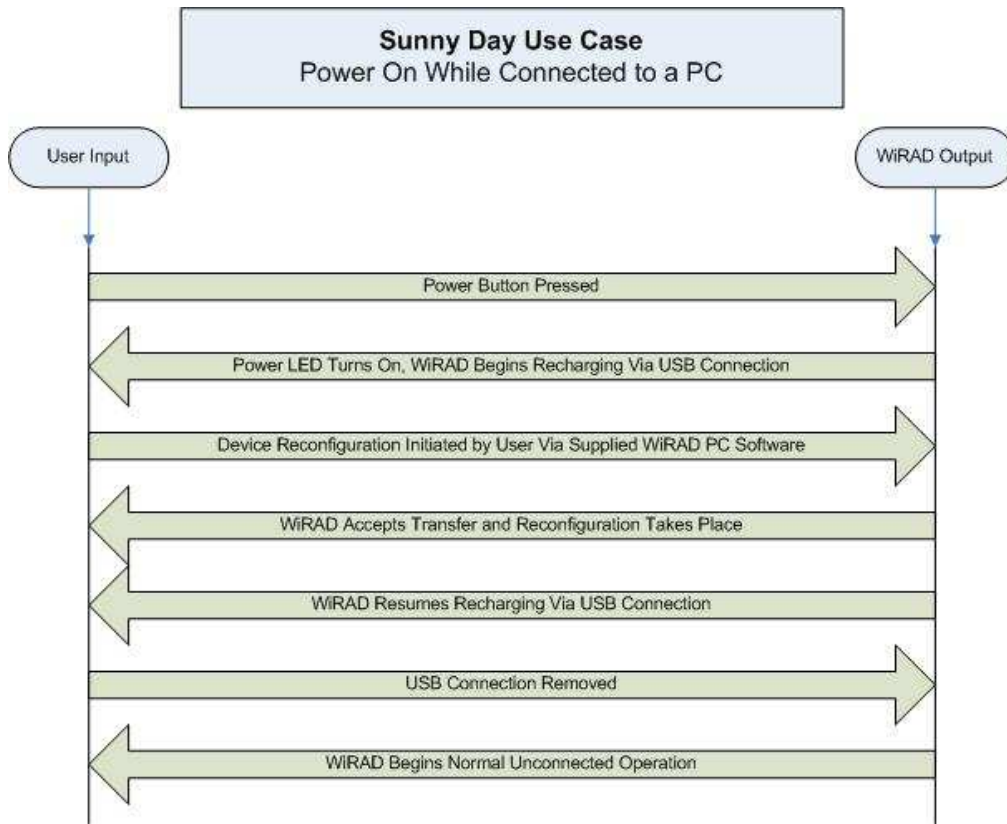 Sunny Day Use Case
Power On While Connected to a PC
User Input
WiRAD Output
Power Button Pressed
Power LED Turns On, WiRAD Begins Recharging Via USB Connection
Device Reconfiguration Initiated by User Via Supplied WiRAD PC Software
WiRAD Accepts Transfer and Reconfiguration Takes Place
WiRAD Resumes Recharging Via USB Connection
USB Connection Removed
WiRAD Begins Normal Unconnected Operation